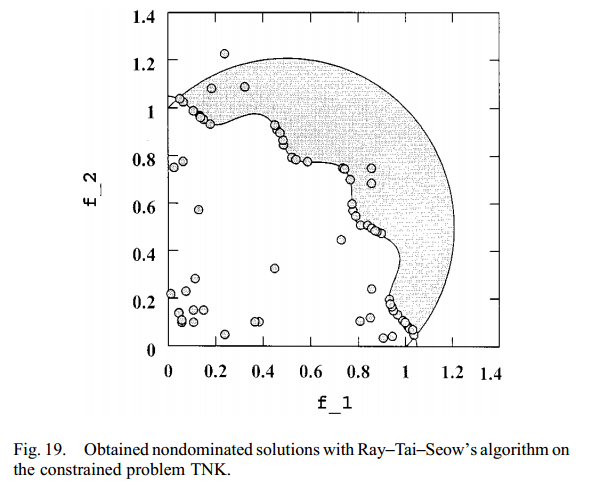 1.4
1.2
1
0.8
0.6
0.4
0.2
0
f_2
0 0.2 0.4 0.6 0.8 1 1.2 1.4
f_1
Fig. 19. Obtained nondominated solutions with Ray–Tai–Seow's algorithm on
the constrained problem TNK.